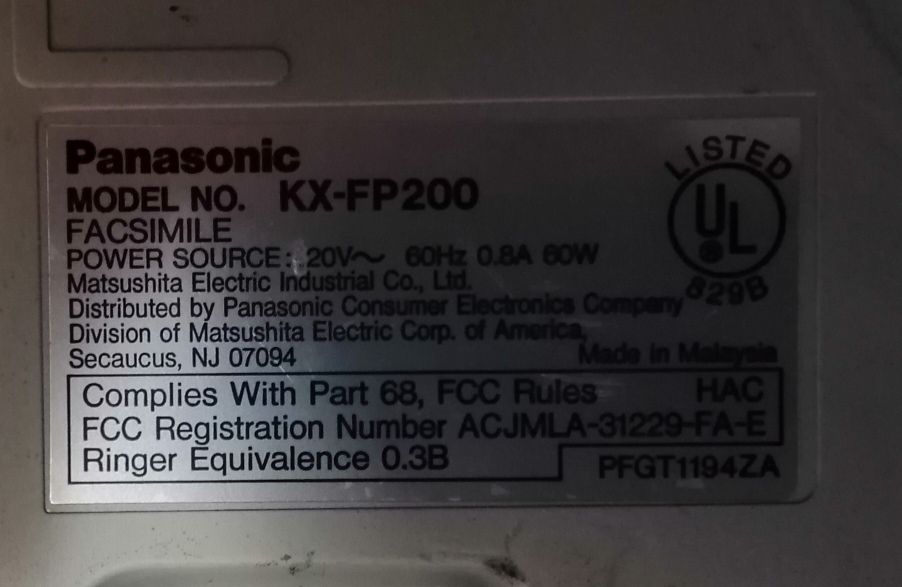 Panasonic
MODEL NO. KX-FP200
FACSIMILE
POWER SOURCE: 20V~ 60Hz 0.8A 60W
Matsushita Electric Industrial Co., Ltd.
Distributed by Panasonic Consumer Electronics Company
Division of Matsushita Electric Corp. of America,
Secaucus, NJ 07094
Made in Malaysia
LISTED
UL
®
829B
Complies With Part 68, FCC Rules HAC
FCC Registration Number ACJMLA-31229-FA-E
Ringer Equivalence 0.3B
PFGT1194ZA